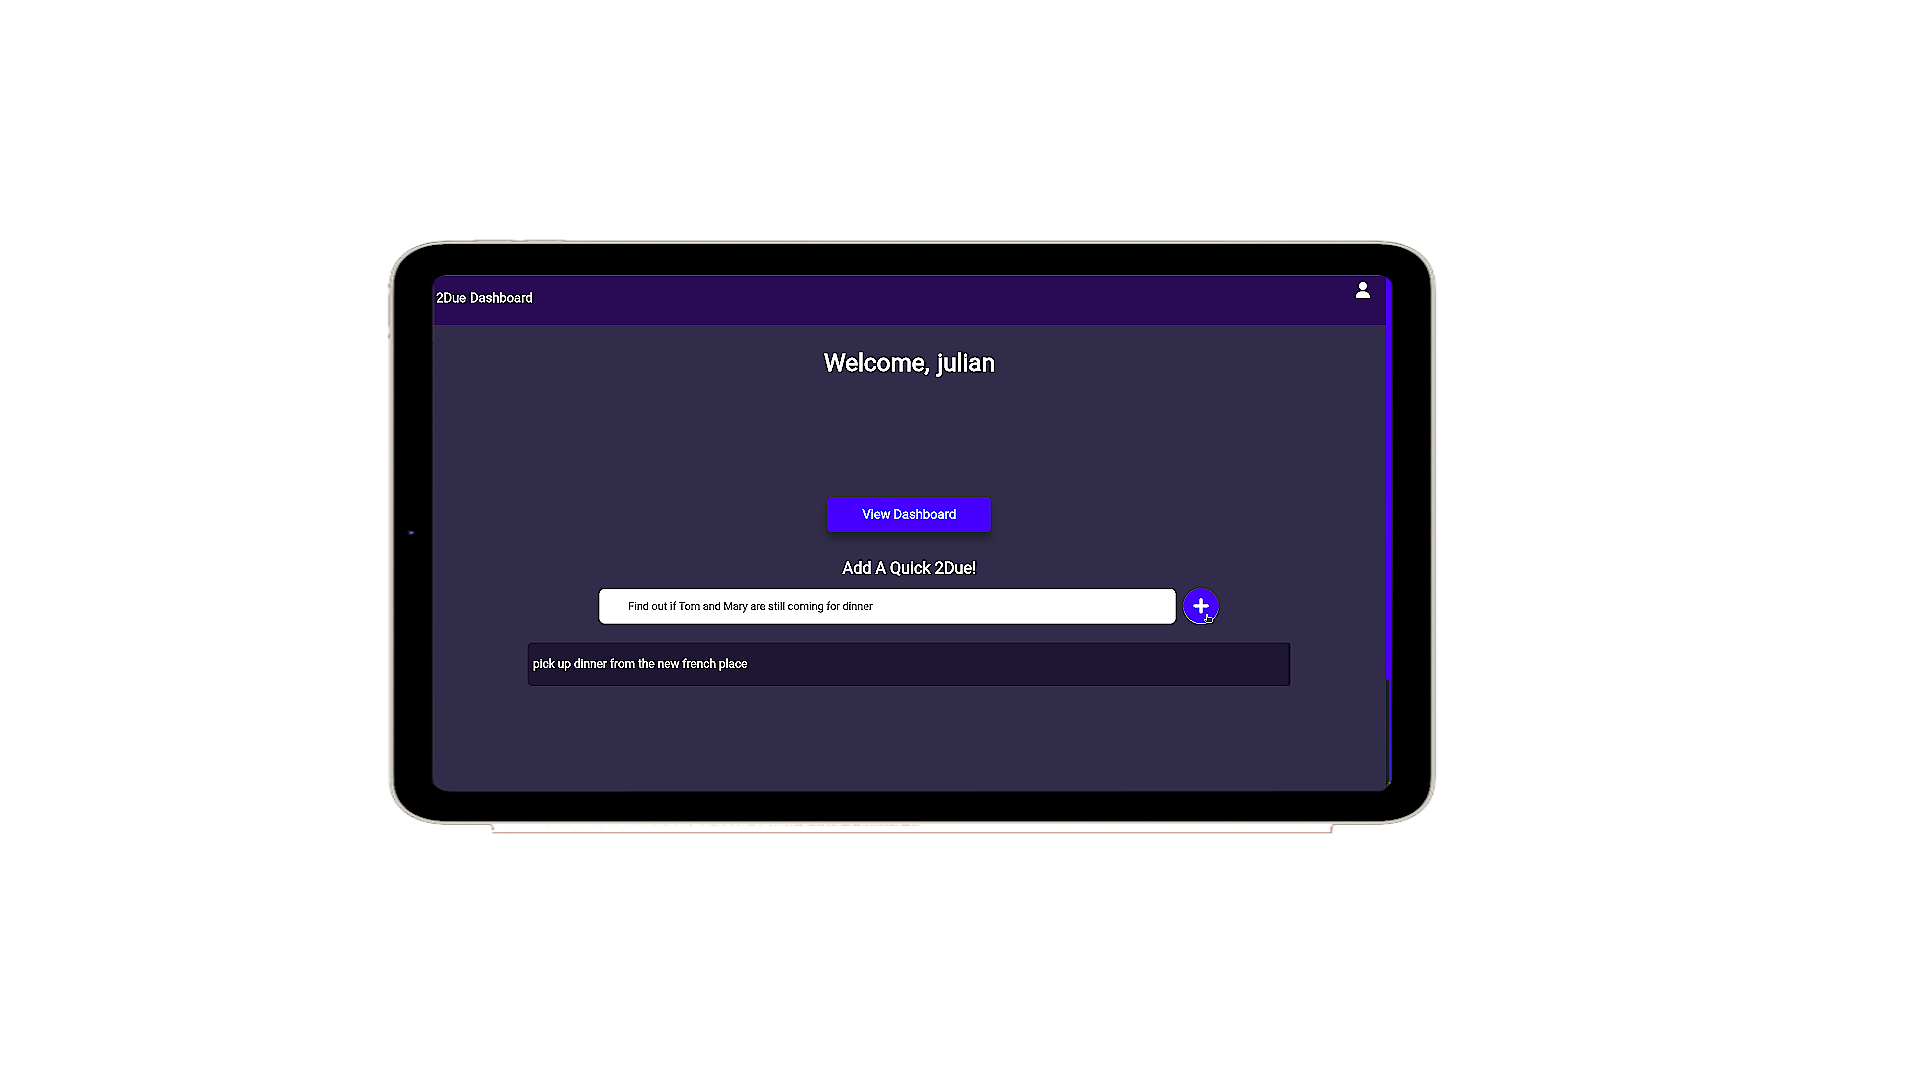 2Due Dashboard
Welcome, julian
View Dashboard
Add A Quick 2Due!
Find out if Tom and Mary are still coming for dinner
pick up dinner from the new french place